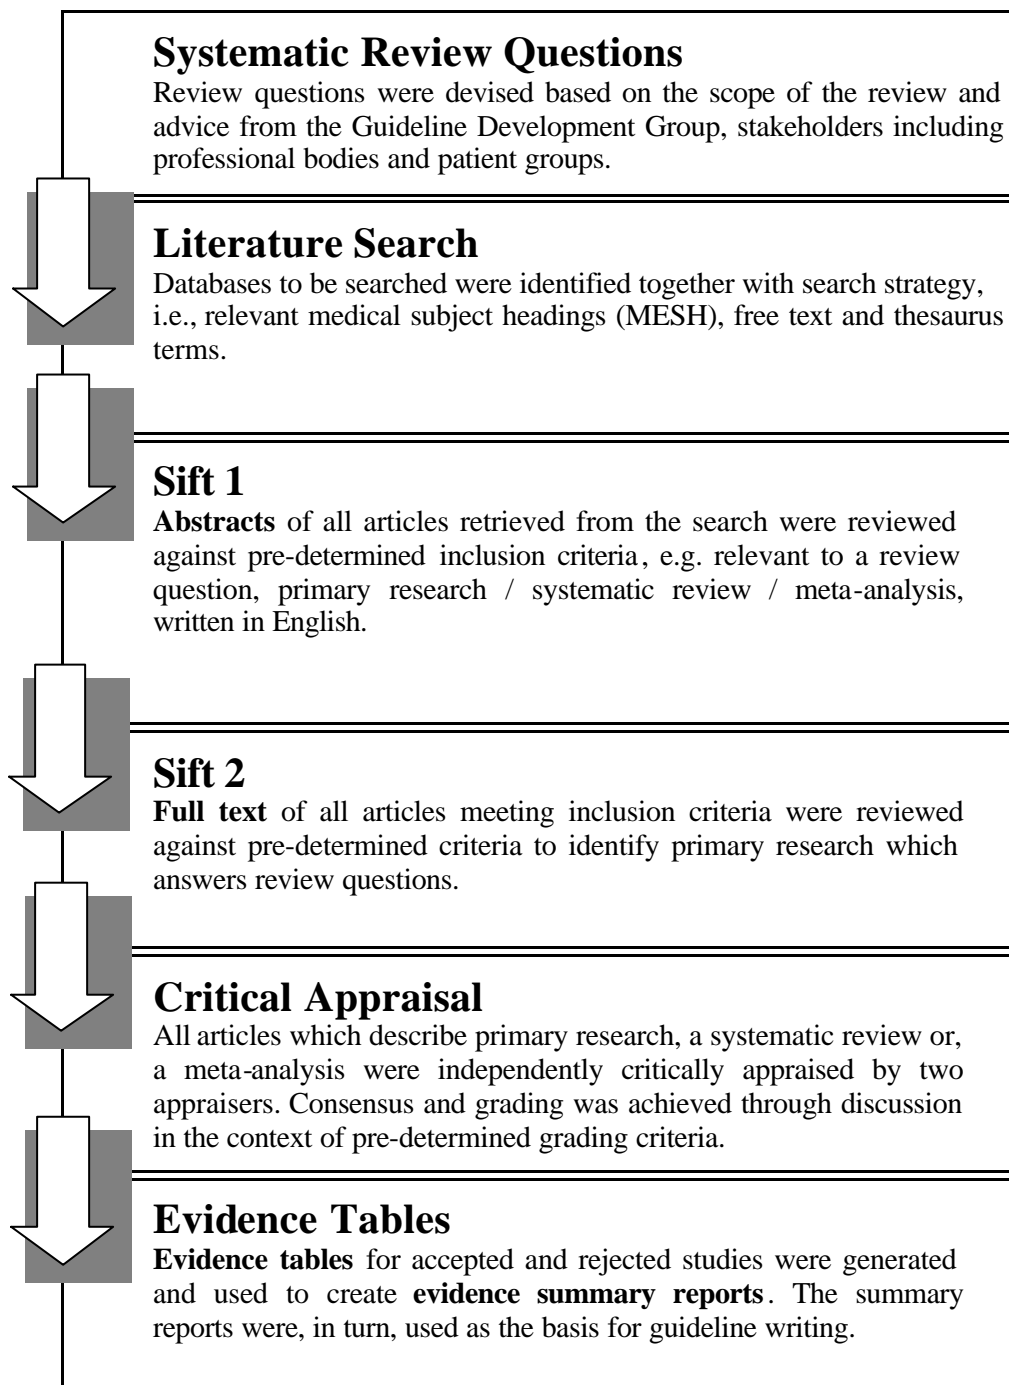 Systematic Review Questions
Review questions were devised based on the scope of the review and
advice from the Guideline Development Group, stakeholders including
professional bodies and patient groups.
Literature Search
Databases to be searched were identified together with search strategy,
i.e., relevant medical subject headings (MESH), free text and thesaurus
terms.
Sift 1
Abstracts of all articles retrieved from the search were reviewed
against pre-determined inclusion criteria, e.g. relevant to a review
question, primary research / systematic review / meta-analysis,
written in English.
Sift 2
Full text of all articles meeting inclusion criteria were reviewed
against pre-determined criteria to identify primary research which
answers review questions.
Critical Appraisal
All articles which describe primary research, a systematic review or,
a meta-analysis were independently critically appraised by two
appraisers. Consensus and grading was achieved through discussion
in the context of pre-determined grading criteria.
Evidence Tables
Evidence tables for accepted and rejected studies were generated
and used to create evidence summary reports. The summary
reports were, in turn, used as the basis for guideline writing.